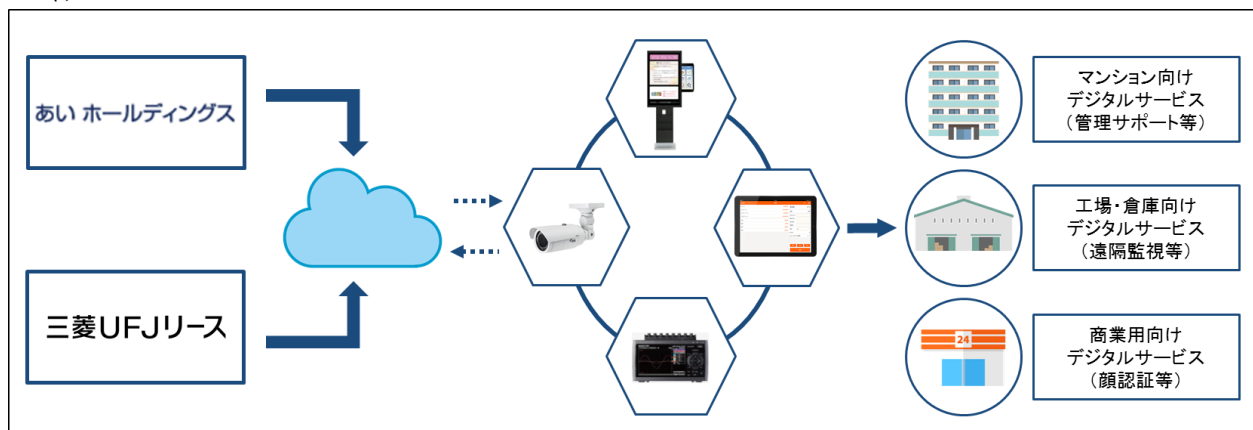 あい ホールディングス
三菱UFJリース
マンション向け
デジタルサービス
(管理サポート等)
工場・倉庫向け
デジタルサービス
(遠隔監視等)
24
商業用向け
デジタルサービス
(顔認証等)